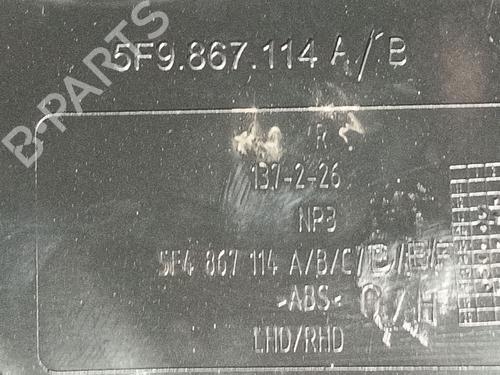 B-PARTS
5F9.867.114 A/B
R
137-2-26
NPB
5F4 867 114 A/B/C/D/E/F
>ABS<
LHD/RHD